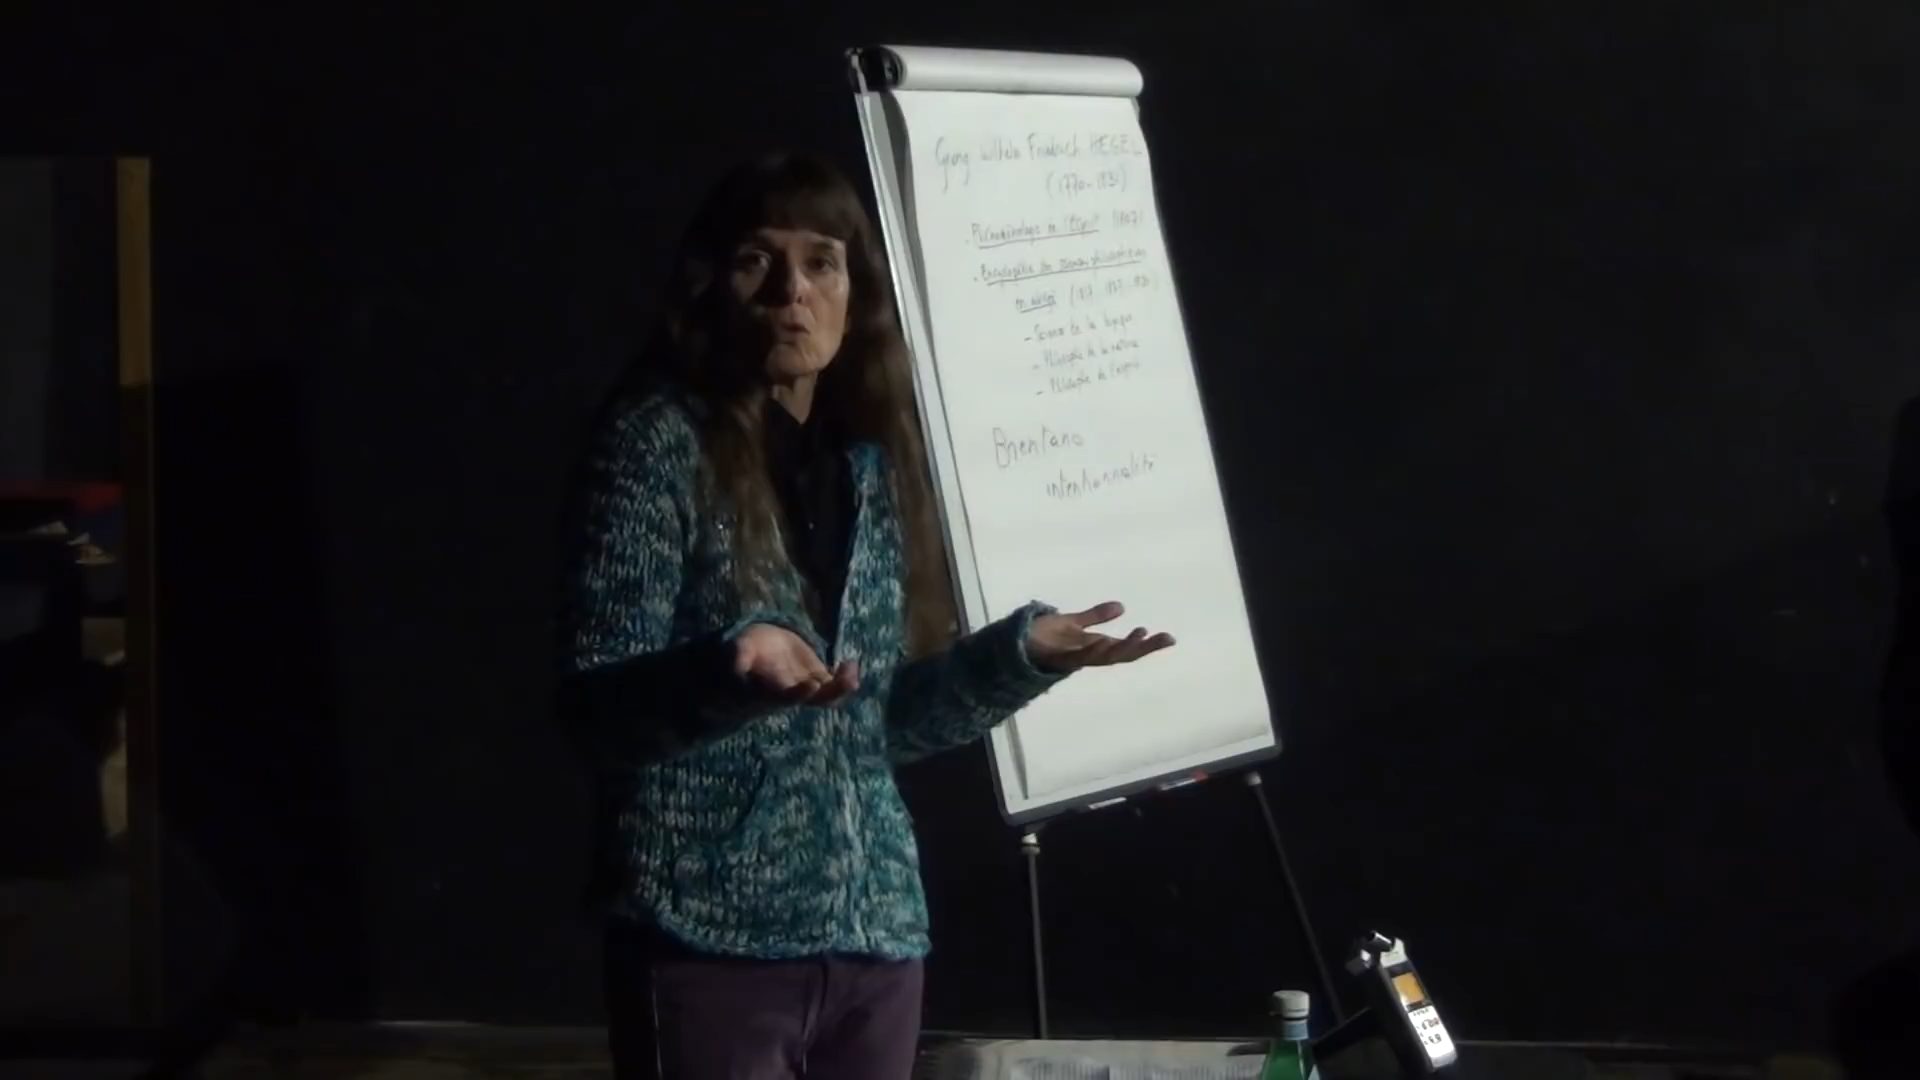 Georg Wilhelm Friedrich HEGEL
(1770-1831)
- Phénoménologie de l'Esprit (1807)
- Encyclopédie des sciences philosophiques
en abrégé (1817
- Science de la logique
- Philosophie de la nature
- Philosophie de l'esprit
Brentano
intentionnalité